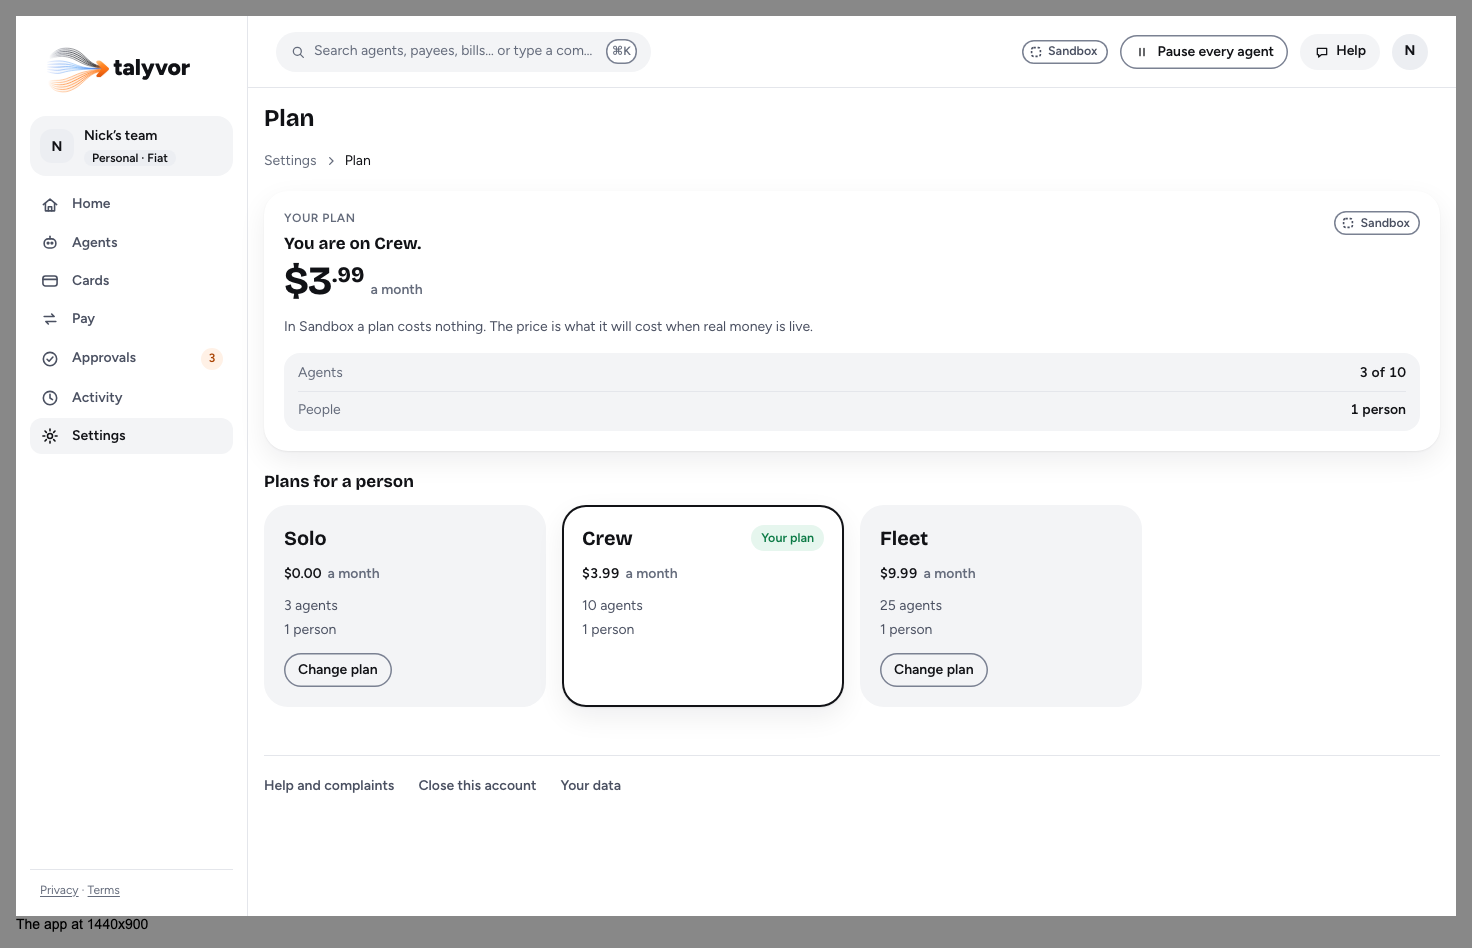 talyvor
Search agents, payees, bills... or type a com...
⌘K
Sandbox
Pause every agent
Help
N
N
Nick's team
Personal · Fiat
Home
Agents
Cards
Pay
Approvals
3
Activity
Settings
Privacy · Terms
Plan
Settings > Plan
YOUR PLAN
Sandbox
You are on Crew.
$3.99 a month
In Sandbox a plan costs nothing. The price is what it will cost when real money is live.
Agents 3 of 10
People 1 person
Plans for a person
Solo
$0.00 a month
3 agents
1 person
Change plan
Crew
Your plan
$3.99 a month
10 agents
1 person
Fleet
$9.99 a month
25 agents
1 person
Change plan
Help and complaints
Close this account
Your data
The app at 1440x900